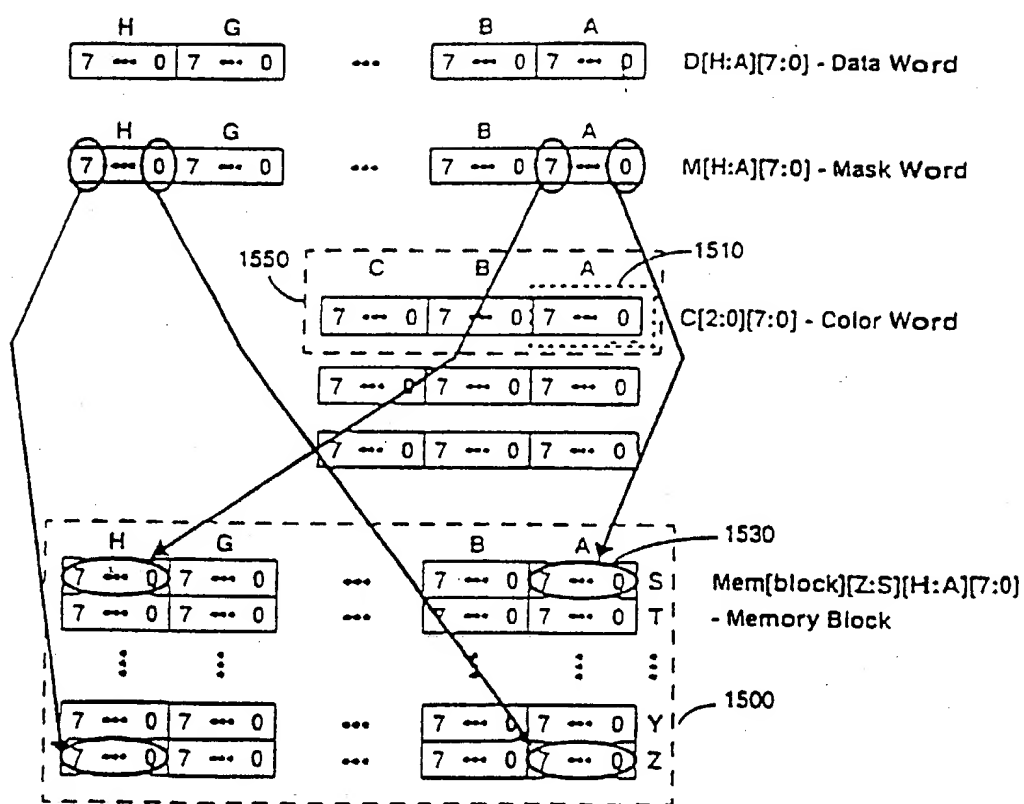 H G B A
7 ••• 0 7 ••• 0 ••• 7 ••• 0 7 ••• 0 D[H:A][7:0] - Data Word
H G B A
7 ••• 0 7 ••• 0 ••• 7 ••• 0 7 ••• 0 M[H:A][7:0] - Mask Word
1550 C B A 1510
7 ••• 0 7 ••• 0 7 ••• 0 C[2:0][7:0] - Color Word
7 ••• 0 7 ••• 0 7 ••• 0
7 ••• 0 7 ••• 0 7 ••• 0
H G B A 1530
7 ••• 0 7 ••• 0 ••• 7 ••• 0 7 ••• 0 S Mem[block][Z:S][H:A][7:0]
7 ••• 0 7 ••• 0 ••• 7 ••• 0 7 ••• 0 T - Memory Block
7 ••• 0 7 ••• 0 ••• 7 ••• 0 7 ••• 0 Y 1500
7 ••• 0 7 ••• 0 ••• 7 ••• 0 7 ••• 0 Z